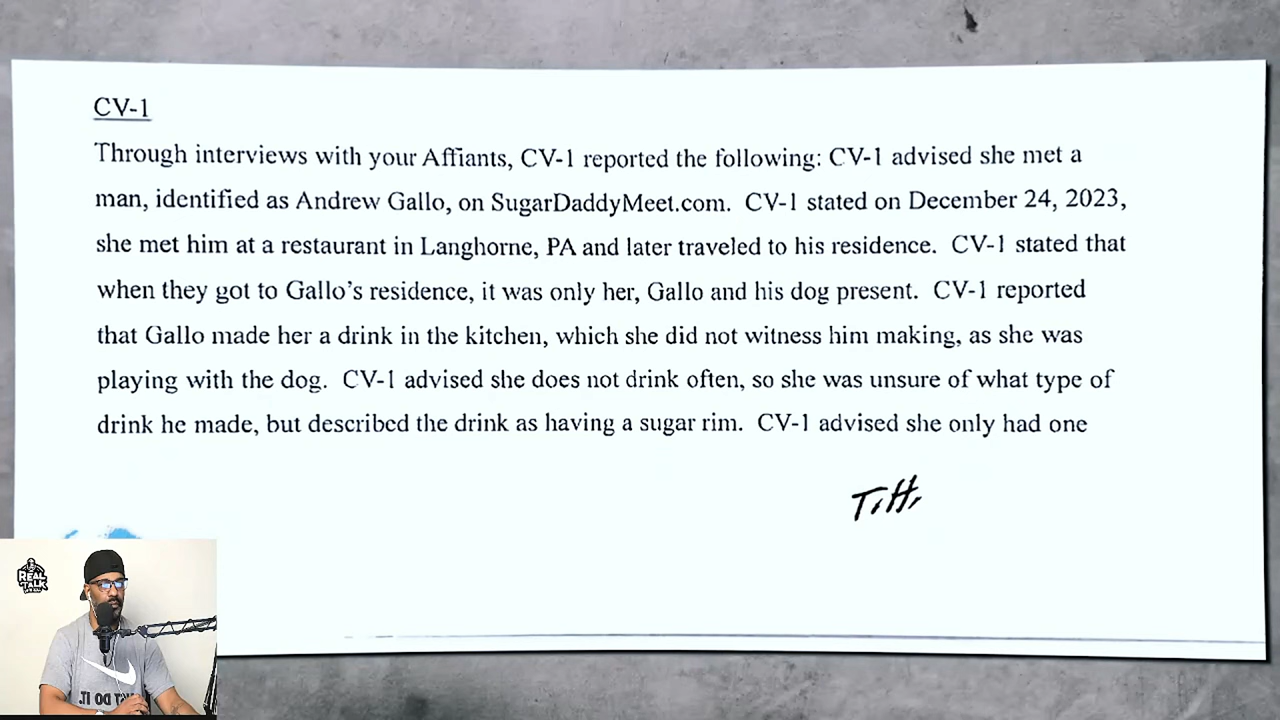 CV-1
Through interviews with your Affiants, CV-1 reported the following: CV-1 advised she met a
man, identified as Andrew Gallo, on SugarDaddyMeet.com. CV-1 stated on December 24, 2023,
she met him at a restaurant in Langhorne, PA and later traveled to his residence. CV-1 stated that
when they got to Gallo's residence, it was only her, Gallo and his dog present. CV-1 reported
that Gallo made her a drink in the kitchen, which she did not witness him making, as she was
playing with the dog. CV-1 advised she does not drink often, so she was unsure of what type of
drink he made, but described the drink as having a sugar rim. CV-1 advised she only had one
REAL
TALK